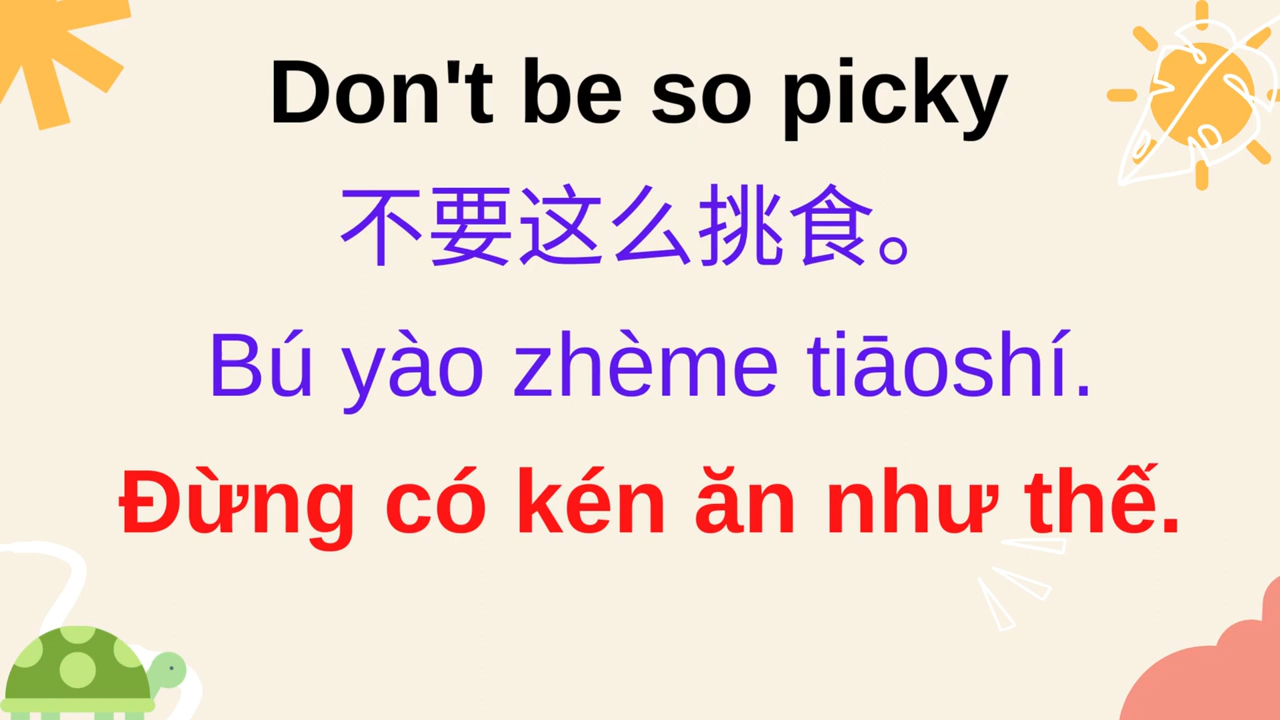 Don't be so picky
不要这么挑食。
Bú yào zhème tiāoshí.
Đừng có kén ăn như thế.